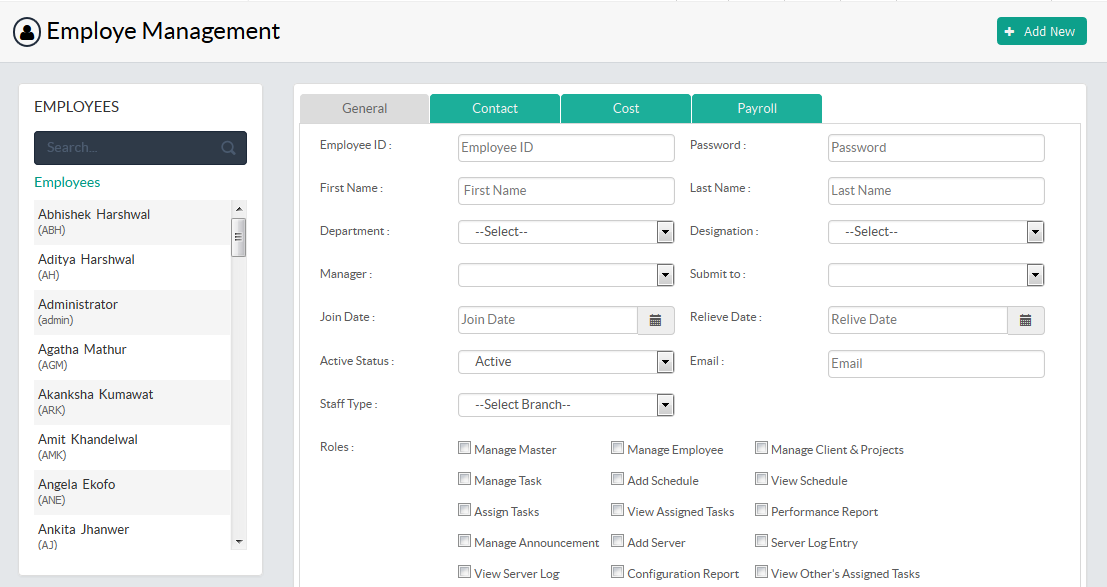 Employe Management
Add New
EMPLOYEES
Search...
Employees
Abhishek Harshwal
(ABH)
Aditya Harshwal
(AH)
Administrator
(admin)
Agatha Mathur
(AGM)
Akanksha Kumawat
(ARK)
Amit Khandelwal
(AMK)
Angela Ekofo
(ANE)
Ankita Jhanwer
(AJ)
General Contact Cost Payroll
Employee ID : Employee ID Password : Password
First Name : First Name Last Name : Last Name
Department : --Select-- Designation : --Select--
Manager : Submit to :
Join Date : Join Date Relieve Date : Relive Date
Active Status : Active Email : Email
Staff Type : --Select Branch--
Roles : Manage Master Manage Employee Manage Client & Projects
Manage Task Add Schedule View Schedule
Assign Tasks View Assigned Tasks Performance Report
Manage Announcement Add Server Server Log Entry
View Server Log Configuration Report View Other's Assigned Tasks